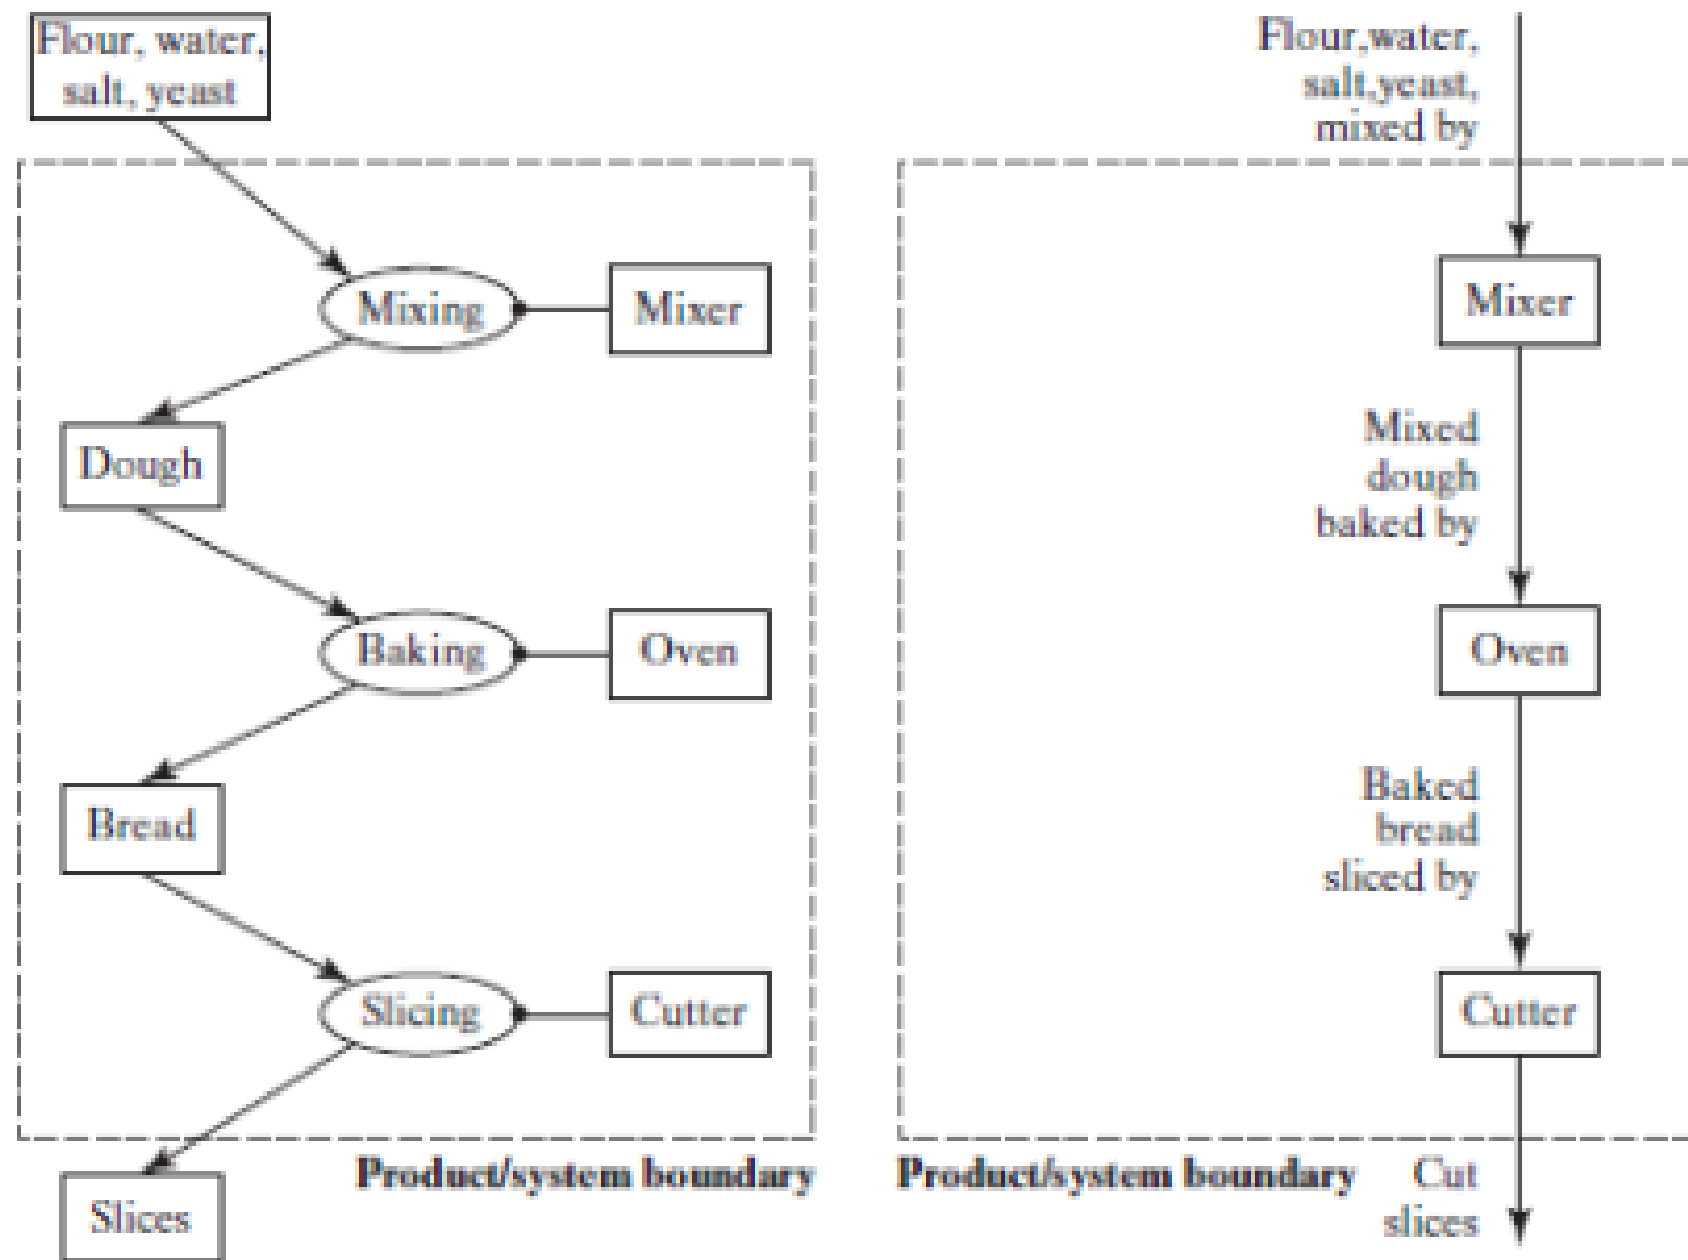 Flour, water,
salt, yeast
Mixing
Mixer
Dough
Baking
Oven
Bread
Slicing
Cutter
Product/system boundary
Slices
Flour,water,
salt,yeast,
mixed by
Mixer
Mixed
dough
baked by
Oven
Baked
bread
sliced by
Cutter
Product/system boundary
Cut
slices